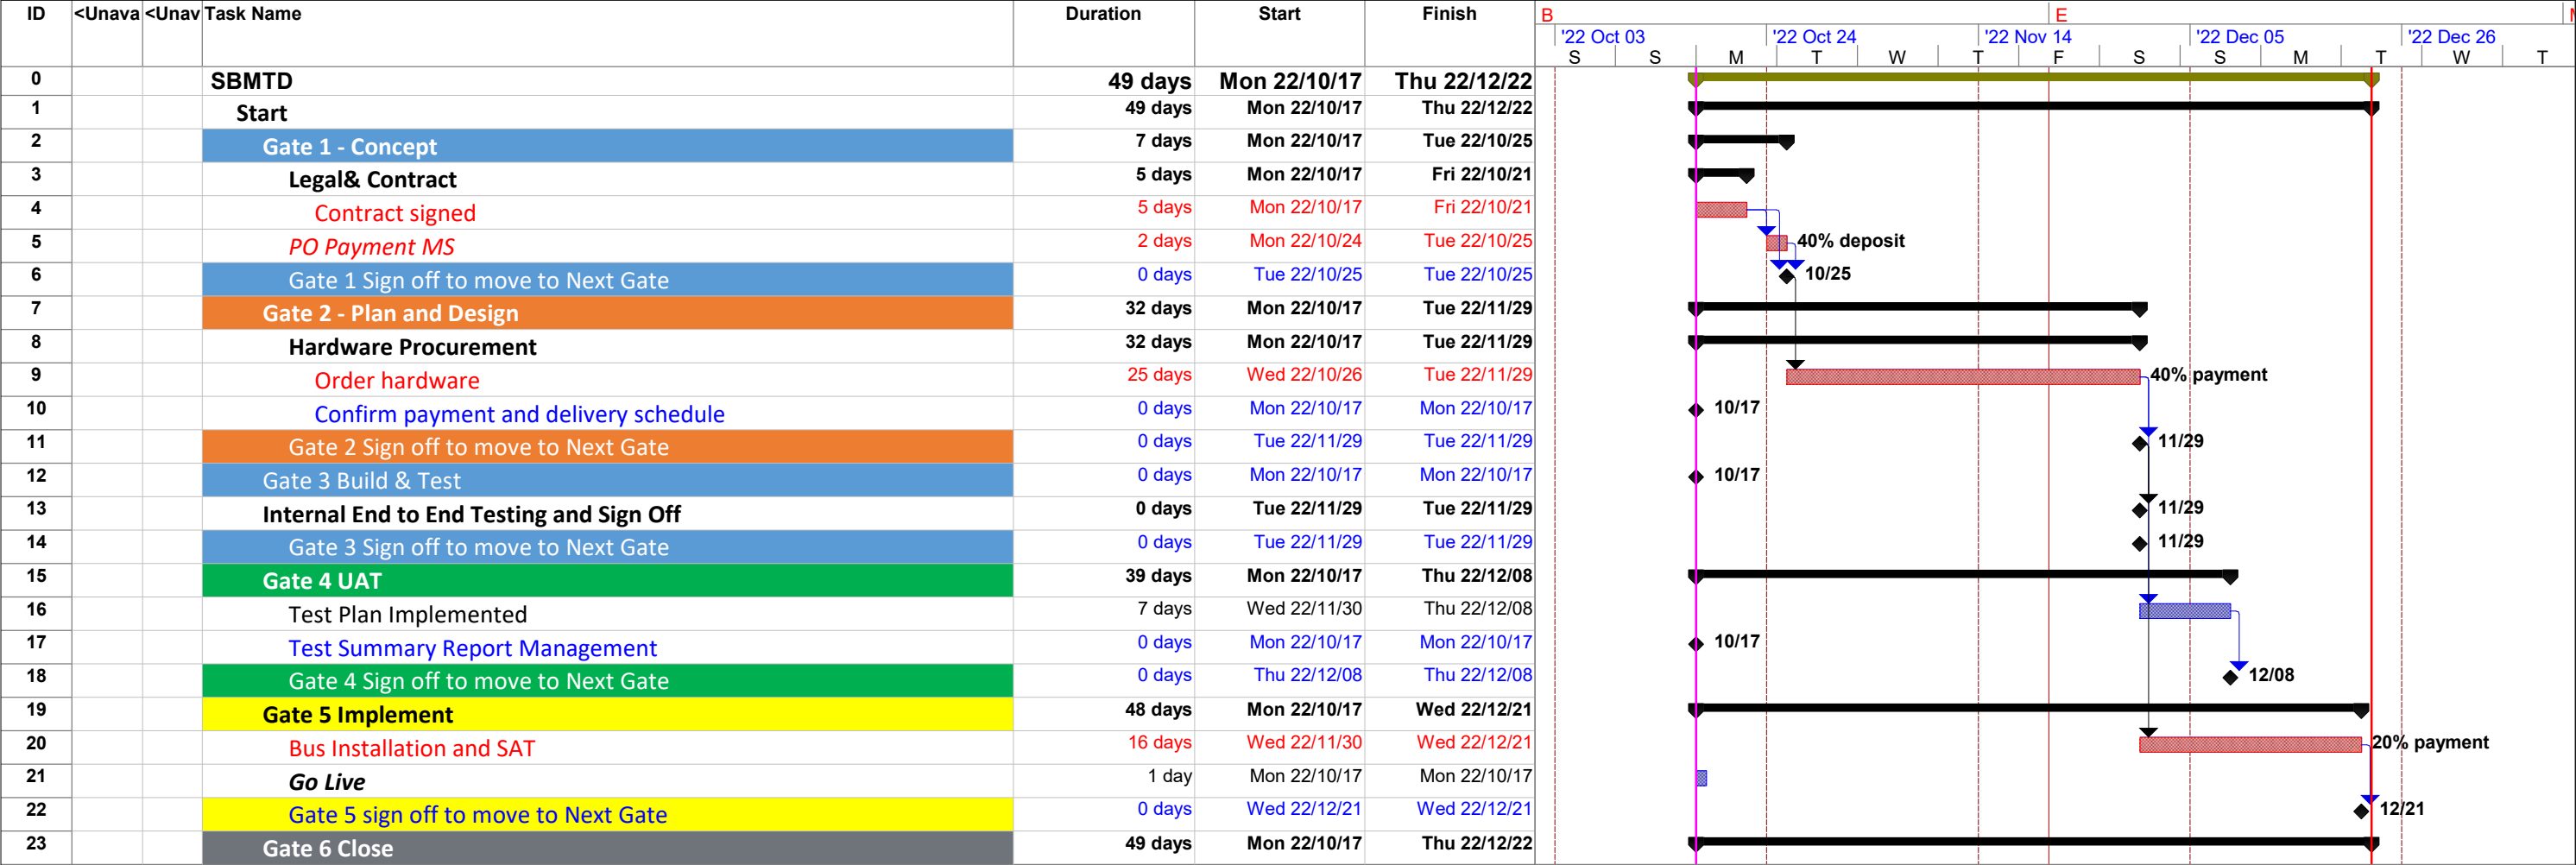 ID <Unava <Unav Task Name Duration Start Finish B E
'22 Oct 03 '22 Oct 24 '22 Nov 14 '22 Dec 05 '22 Dec 26
S S M T W T F S S M T W T
0 SBMTD 49 days Mon 22/10/17 Thu 22/12/22
1 Start 49 days Mon 22/10/17 Thu 22/12/22
2 Gate 1 - Concept 7 days Mon 22/10/17 Tue 22/10/25
3 Legal& Contract 5 days Mon 22/10/17 Fri 22/10/21
4 Contract signed 5 days Mon 22/10/17 Fri 22/10/21
5 PO Payment MS 2 days Mon 22/10/24 Tue 22/10/25 40% deposit
6 Gate 1 Sign off to move to Next Gate 0 days Tue 22/10/25 Tue 22/10/25 10/25
7 Gate 2 - Plan and Design 32 days Mon 22/10/17 Tue 22/11/29
8 Hardware Procurement 32 days Mon 22/10/17 Tue 22/11/29
9 Order hardware 25 days Wed 22/10/26 Tue 22/11/29 40% payment
10 Confirm payment and delivery schedule 0 days Mon 22/10/17 Mon 22/10/17 10/17
11 Gate 2 Sign off to move to Next Gate 0 days Tue 22/11/29 Tue 22/11/29 11/29
12 Gate 3 Build & Test 0 days Mon 22/10/17 Mon 22/10/17 10/17
13 Internal End to End Testing and Sign Off 0 days Tue 22/11/29 Tue 22/11/29 11/29
14 Gate 3 Sign off to move to Next Gate 0 days Tue 22/11/29 Tue 22/11/29 11/29
15 Gate 4 UAT 39 days Mon 22/10/17 Thu 22/12/08
16 Test Plan Implemented 7 days Wed 22/11/30 Thu 22/12/08
17 Test Summary Report Management 0 days Mon 22/10/17 Mon 22/10/17 10/17
18 Gate 4 Sign off to move to Next Gate 0 days Thu 22/12/08 Thu 22/12/08 12/08
19 Gate 5 Implement 48 days Mon 22/10/17 Wed 22/12/21
20 Bus Installation and SAT 16 days Wed 22/11/30 Wed 22/12/21 20% payment
21 Go Live 1 day Mon 22/10/17 Mon 22/10/17
22 Gate 5 sign off to move to Next Gate 0 days Wed 22/12/21 Wed 22/12/21 12/21
23 Gate 6 Close 49 days Mon 22/10/17 Thu 22/12/22